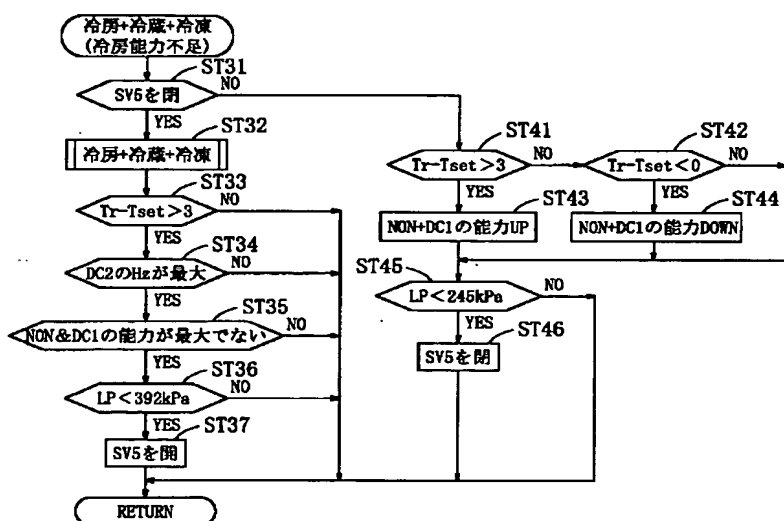 冷房+冷蔵+冷凍
(冷房能力不足)
ST31
SV5を閉
NO
YES
ST32
冷房+冷蔵+冷凍
ST33
Tr-Tset>3
NO
YES
ST34
DC2のHzが最大
NO
YES
ST35
NON&DC1の能力が最大でない
NO
YES
ST36
LP<392kPa
NO
YES
ST37
SV5を開
RETURN
ST41
Tr-Tset>3
NO
YES
ST42
Tr-Tset<0
NO
YES
ST43
NON+DC1の能力UP
ST44
NON+DC1の能力DOWN
ST45
LP<245kPa
NO
YES
ST46
SV5を閉